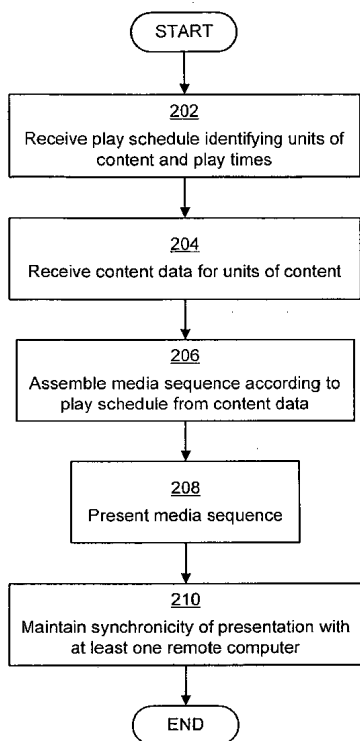 START
202
Receive play schedule identifying units of
content and play times
204
Receive content data for units of content
206
Assemble media sequence according to
play schedule from content data
208
Present media sequence
210
Maintain synchronicity of presentation with
at least one remote computer
END